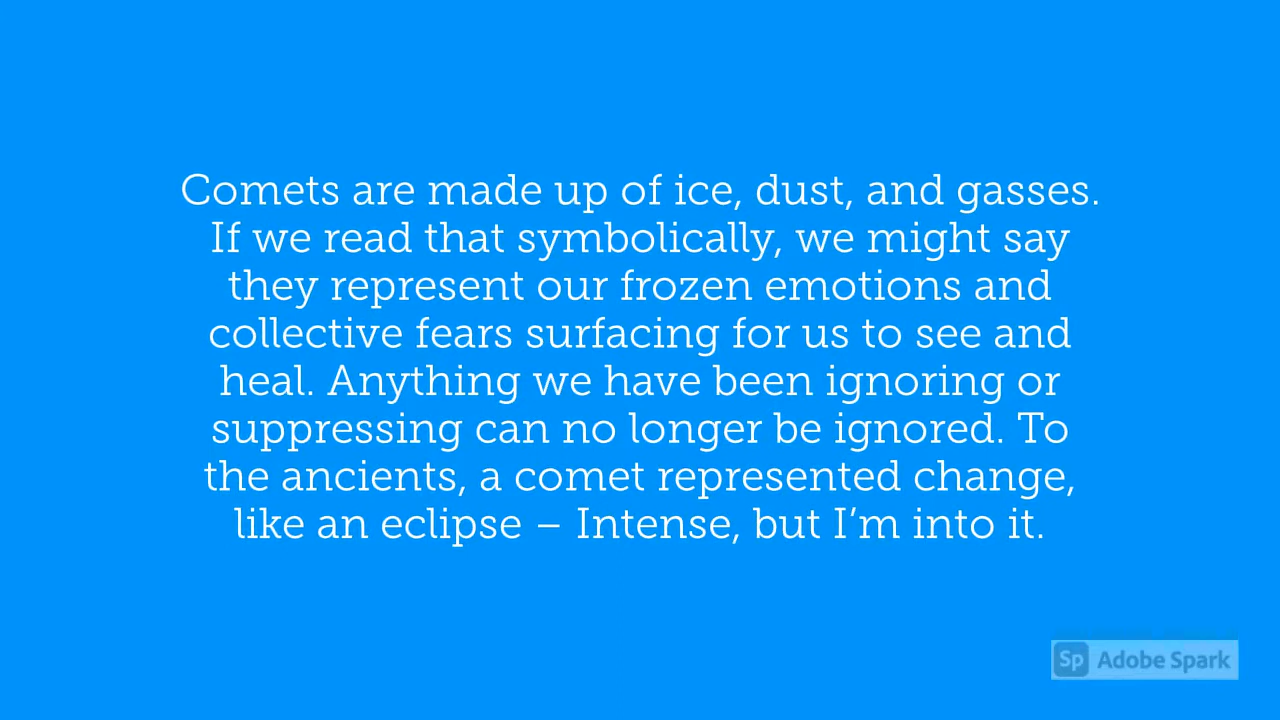 Comets are made up of ice, dust, and gasses.
If we read that symbolically, we might say
they represent our frozen emotions and
collective fears surfacing for us to see and
heal. Anything we have been ignoring or
suppressing can no longer be ignored. To
the ancients, a comet represented change,
like an eclipse – Intense, but I’m into it.
Sp Adobe Spark